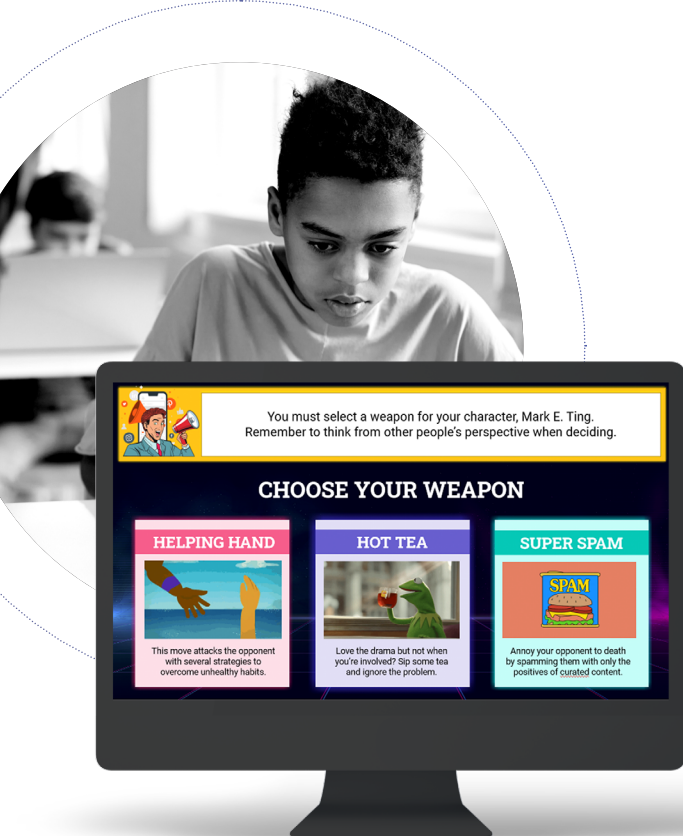 You must select a weapon for your character, Mark E. Ting.
Remember to think from other people's perspective when deciding.
CHOOSE YOUR WEAPON
HELPING HAND
This move attacks the opponent
with several strategies to
overcome unhealthy habits.
HOT TEA
Love the drama but not when
you're involved? Sip some tea
and ignore the problem.
SUPER SPAM
SPAM
Annoy your opponent to death
by spamming them with only the
positives of curated content.